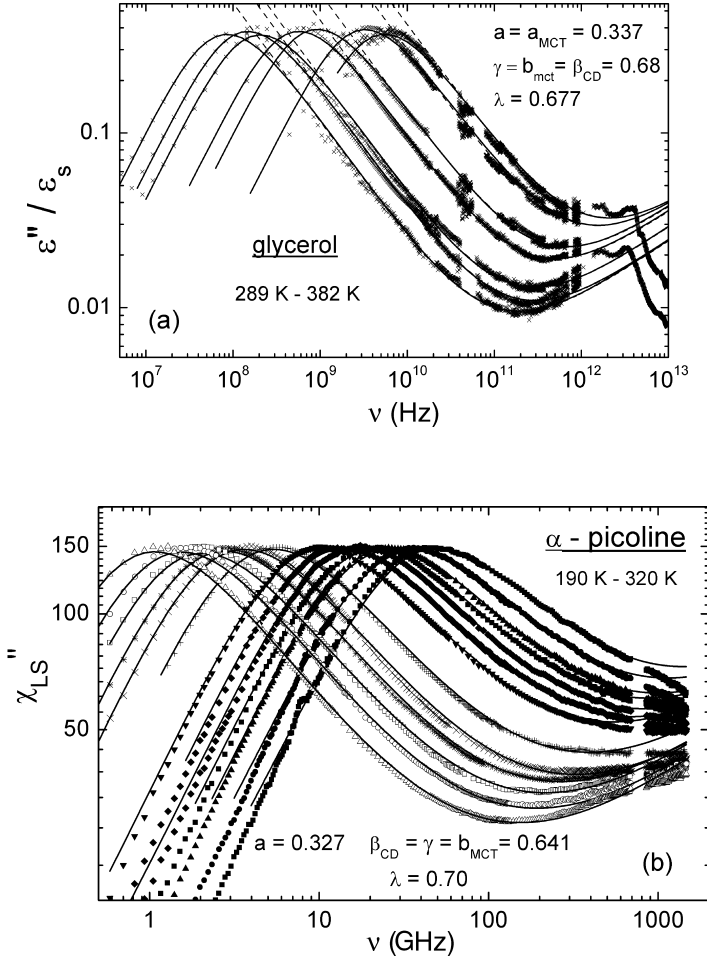 a = a_MCT = 0.337
γ = b_mct = β_CD = 0.68
λ = 0.677
0.1
ε" / ε_s
glycerol
289 K - 382 K
0.01
(a)
10^7 10^8 10^9 10^10 10^11 10^12 10^13
ν (Hz)
α - picoline
190 K - 320 K
150
100
χ_LS"
50
a = 0.327 β_CD = γ = b_MCT = 0.641
λ = 0.70
(b)
1 10 100 1000
ν (GHz)